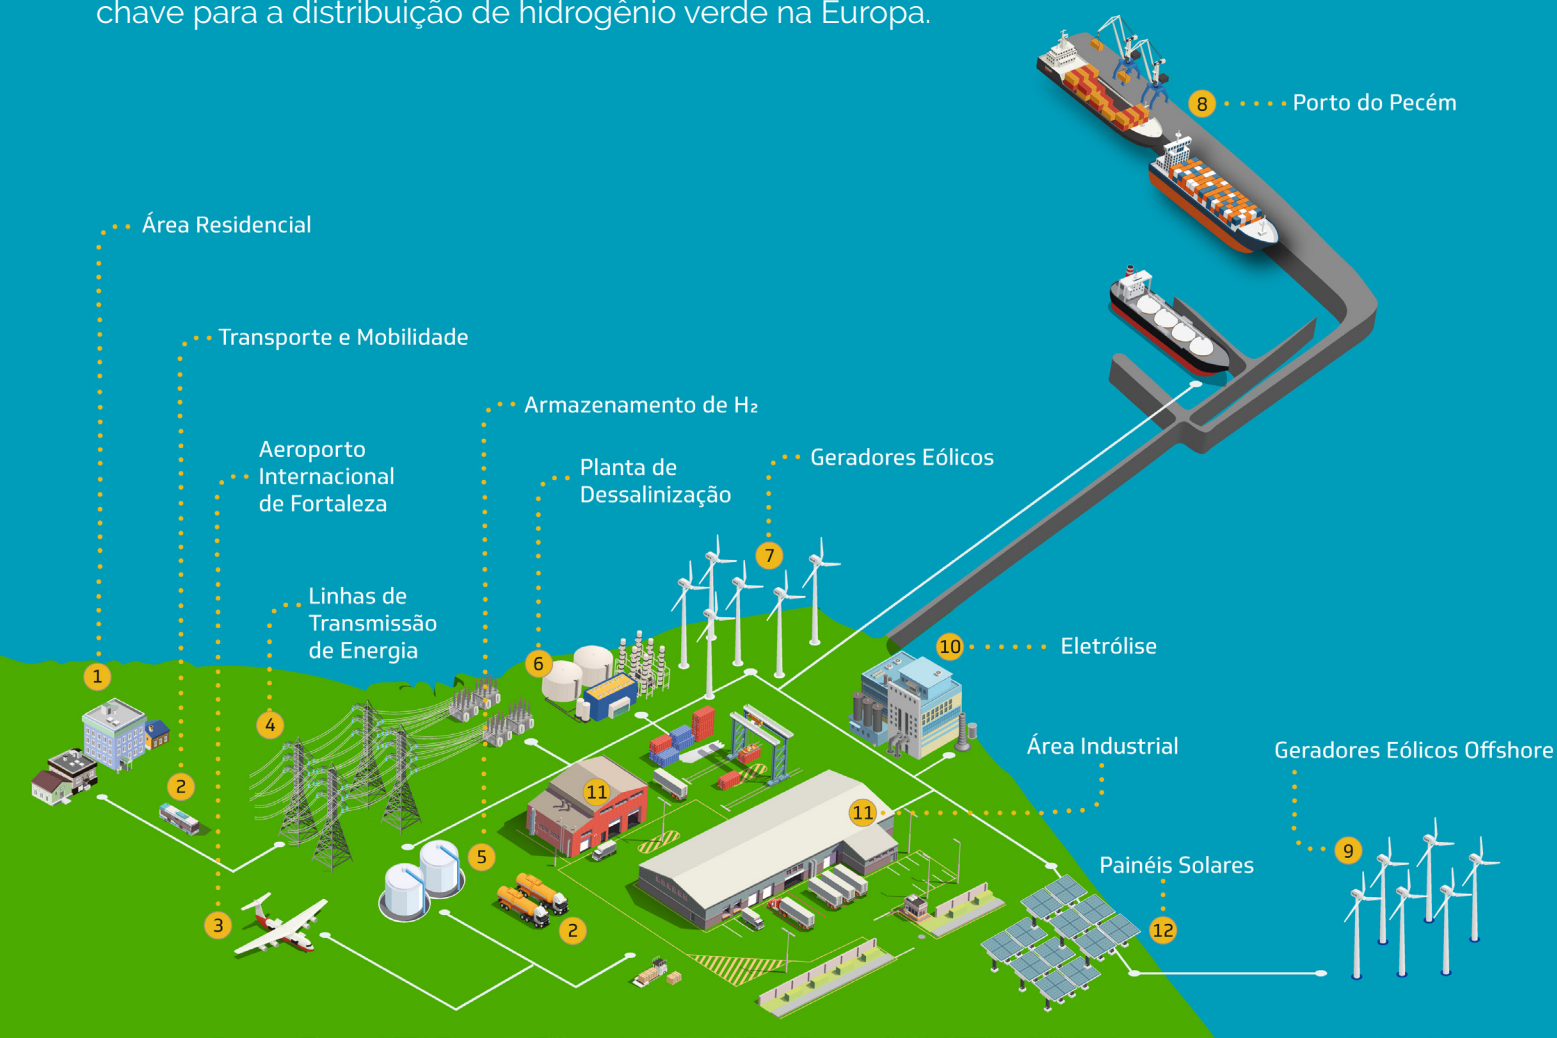 chave para a distribuição de hidrogênio verde na Europa.
8
Porto do Pecém
Área Residencial
Transporte e Mobilidade
Armazenamento de H₂
Aeroporto
Internacional
de Fortaleza
Planta de
Dessalinização
Geradores Eólicos
7
Linhas de
Transmissão
de Energia
6
10
Eletrólise
1
4
Área Industrial
Geradores Eólicos Offshore
2
11
11
5
9
Painéis Solares
3
2
12